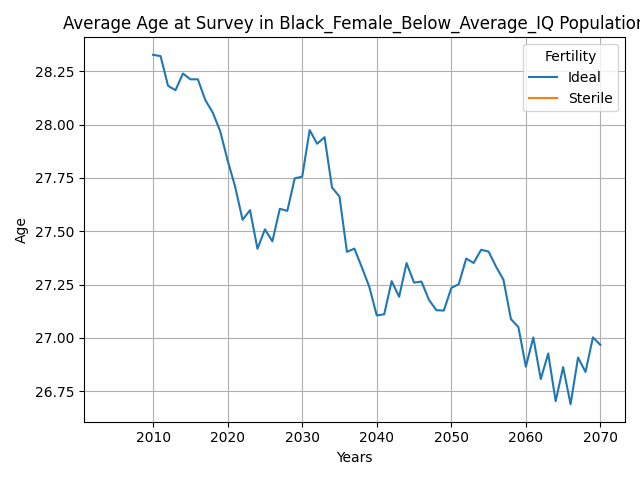 Average Age at Survey in Black_Female_Below_Average_IQ Population
Fertility
Ideal
Sterile
Age
28.25
28.00
27.75
27.50
27.25
27.00
26.75
2010 2020 2030 2040 2050 2060 2070
Years